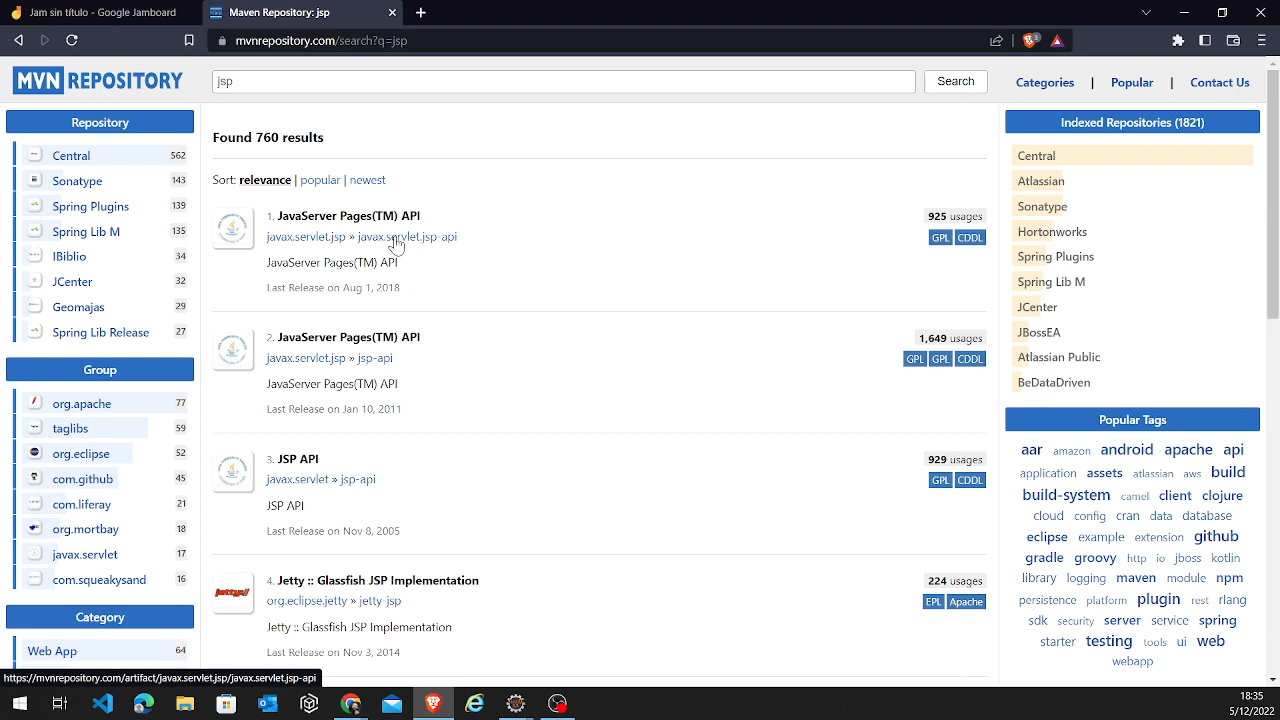 Jam sin título - Google Jamboard
Maven Repository: jsp
mvnrepository.com/search?q=jsp
MVN REPOSITORY
jsp
Search
Categories | Popular | Contact Us
Repository
Central 562
Sonatype 143
Spring Plugins 139
Spring Lib M 135
IBiblio 34
JCenter 32
Geomajas 29
Spring Lib Release 27
Group
org.apache 77
taglibs 59
org.eclipse 52
com.github 45
com.liferay 21
org.mortbay 18
javax.servlet 17
com.squeakysand 16
Category
Web App 64
Found 760 results
Sort: relevance | popular | newest
1. JavaServer Pages(TM) API
925 usages
javax.servlet.jsp » javax.servlet.jsp-api
GPL CDDL
JavaServer Pages(TM) API
Last Release on Aug 1, 2018
2. JavaServer Pages(TM) API
1,649 usages
javax.servlet.jsp » jsp-api
GPL GPL CDDL
JavaServer Pages(TM) API
Last Release on Jan 10, 2011
3. JSP API
929 usages
javax.servlet » jsp-api
GPL CDDL
JSP API
Last Release on Nov 8, 2005
4. Jetty :: Glassfish JSP Implementation
224 usages
jetty://
org.eclipse.jetty » jetty-jsp
EPL Apache
Jetty :: Glassfish JSP Implementation
Last Release on Nov 3, 2014
Indexed Repositories (1821)
Central
Atlassian
Sonatype
Hortonworks
Spring Plugins
Spring Lib M
JCenter
JBossEA
Atlassian Public
BeDataDriven
Popular Tags
aar amazon android apache api
application assets atlassian aws build
build-system camel client clojure
cloud config cran data database
eclipse example extension github
gradle groovy http io jboss kotlin
library logging maven module npm
persistence platform plugin rest rlang
sdk security server service spring
starter testing tools ui web
webapp
https://mvnrepository.com/artifact/javax.servlet.jsp/javax.servlet.jsp-api
18:35
5/12/2022